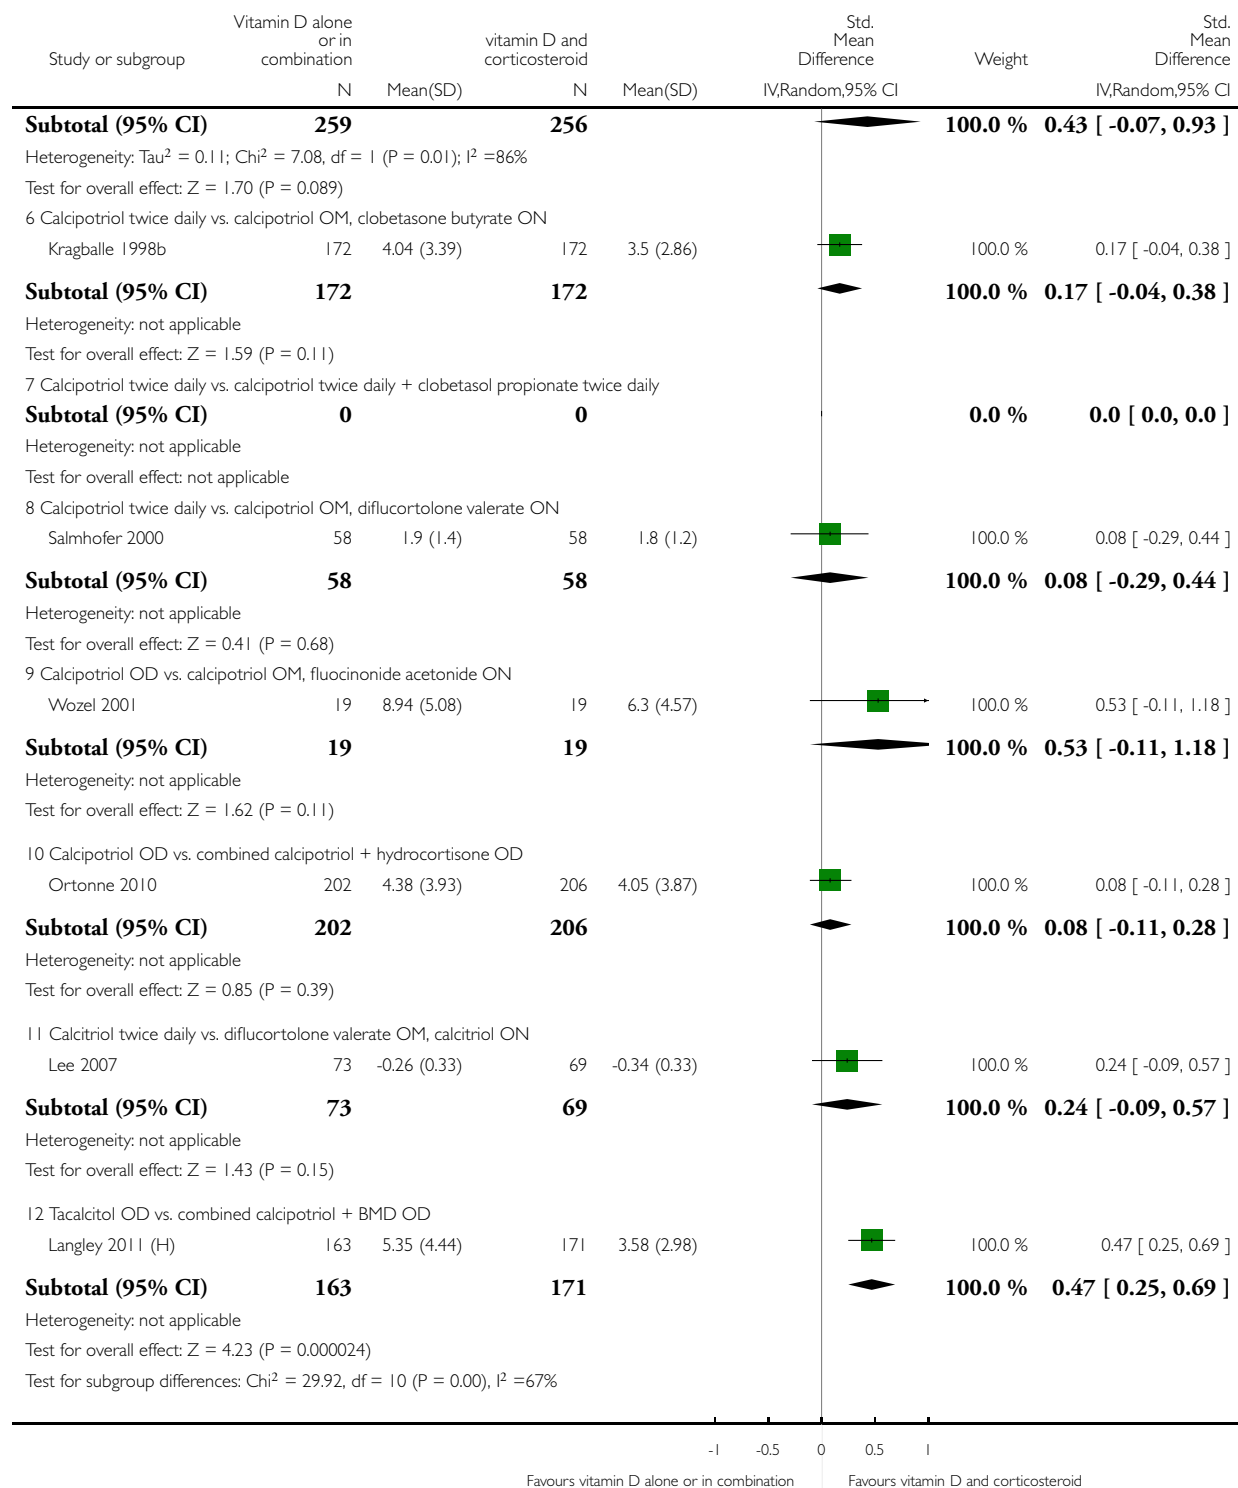 Study or subgroup Vitamin D alone or in combination vitamin D and corticosteroid Std. Mean Difference Weight Std. Mean Difference
N Mean(SD) N Mean(SD) IV,Random,95% CI IV,Random,95% CI
Subtotal (95% CI) 259 256 100.0 % 0.43 [ -0.07, 0.93 ]
Heterogeneity: Tau² = 0.11; Chi² = 7.08, df = 1 (P = 0.01); I² =86%
Test for overall effect: Z = 1.70 (P = 0.089)
6 Calcipotriol twice daily vs. calcipotriol OM, clobetasone butyrate ON
Kragballe 1998b 172 4.04 (3.39) 172 3.5 (2.86) 100.0 % 0.17 [ -0.04, 0.38 ]
Subtotal (95% CI) 172 172 100.0 % 0.17 [ -0.04, 0.38 ]
Heterogeneity: not applicable
Test for overall effect: Z = 1.59 (P = 0.11)
7 Calcipotriol twice daily vs. calcipotriol twice daily + clobetasol propionate twice daily
Subtotal (95% CI) 0 0 0.0 % 0.0 [ 0.0, 0.0 ]
Heterogeneity: not applicable
Test for overall effect: not applicable
8 Calcipotriol twice daily vs. calcipotriol OM, diflucortolone valerate ON
Salmhofer 2000 58 1.9 (1.4) 58 1.8 (1.2) 100.0 % 0.08 [ -0.29, 0.44 ]
Subtotal (95% CI) 58 58 100.0 % 0.08 [ -0.29, 0.44 ]
Heterogeneity: not applicable
Test for overall effect: Z = 0.41 (P = 0.68)
9 Calcipotriol OD vs. calcipotriol OM, fluocinonide acetonide ON
Wozel 2001 19 8.94 (5.08) 19 6.3 (4.57) 100.0 % 0.53 [ -0.11, 1.18 ]
Subtotal (95% CI) 19 19 100.0 % 0.53 [ -0.11, 1.18 ]
Heterogeneity: not applicable
Test for overall effect: Z = 1.62 (P = 0.11)
10 Calcipotriol OD vs. combined calcipotriol + hydrocortisone OD
Ortonne 2010 202 4.38 (3.93) 206 4.05 (3.87) 100.0 % 0.08 [ -0.11, 0.28 ]
Subtotal (95% CI) 202 206 100.0 % 0.08 [ -0.11, 0.28 ]
Heterogeneity: not applicable
Test for overall effect: Z = 0.85 (P = 0.39)
11 Calcitriol twice daily vs. diflucortolone valerate OM, calcitriol ON
Lee 2007 73 -0.26 (0.33) 69 -0.34 (0.33) 100.0 % 0.24 [ -0.09, 0.57 ]
Subtotal (95% CI) 73 69 100.0 % 0.24 [ -0.09, 0.57 ]
Heterogeneity: not applicable
Test for overall effect: Z = 1.43 (P = 0.15)
12 Tacalcitol OD vs. combined calcipotriol + BMD OD
Langley 2011 (H) 163 5.35 (4.44) 171 3.58 (2.98) 100.0 % 0.47 [ 0.25, 0.69 ]
Subtotal (95% CI) 163 171 100.0 % 0.47 [ 0.25, 0.69 ]
Heterogeneity: not applicable
Test for overall effect: Z = 4.23 (P = 0.000024)
Test for subgroup differences: Chi² = 29.92, df = 10 (P = 0.00), I² =67%
-1 -0.5 0 0.5 1
Favours vitamin D alone or in combination Favours vitamin D and corticosteroid